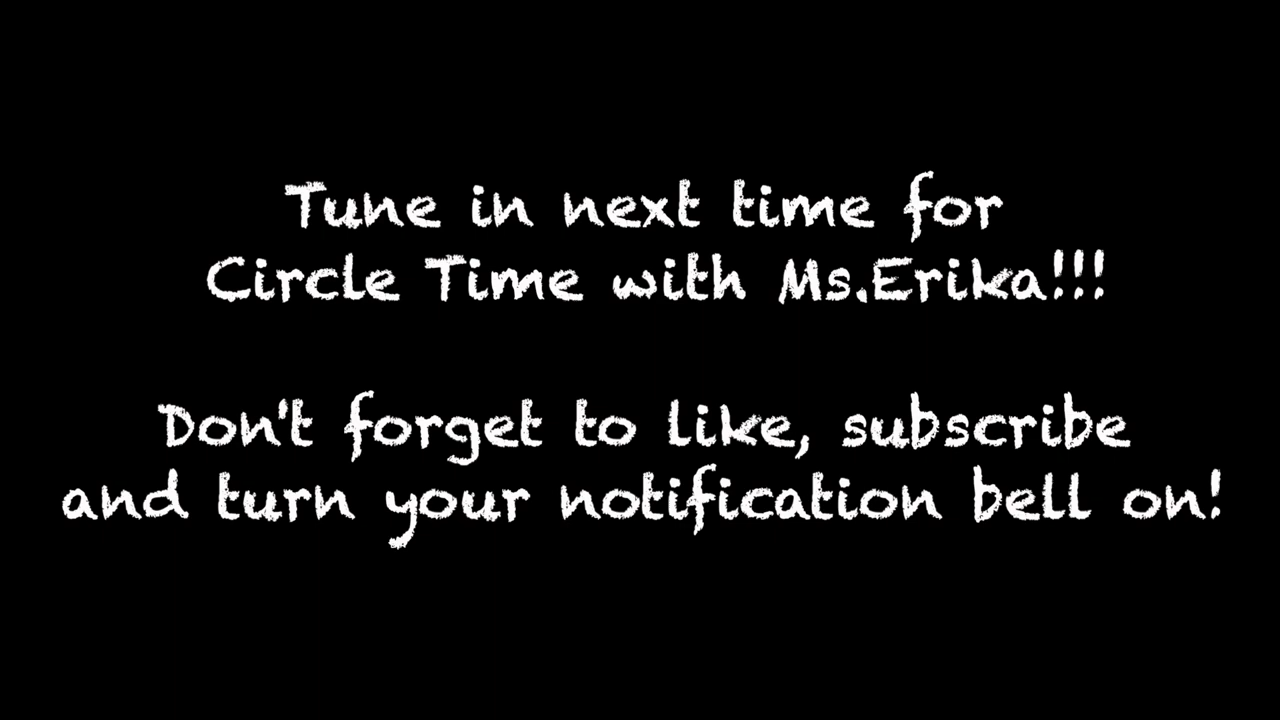 Tune in next time for
Circle Time with Ms.Erika!!!
Don't forget to like, subscribe
and turn your notification bell on!